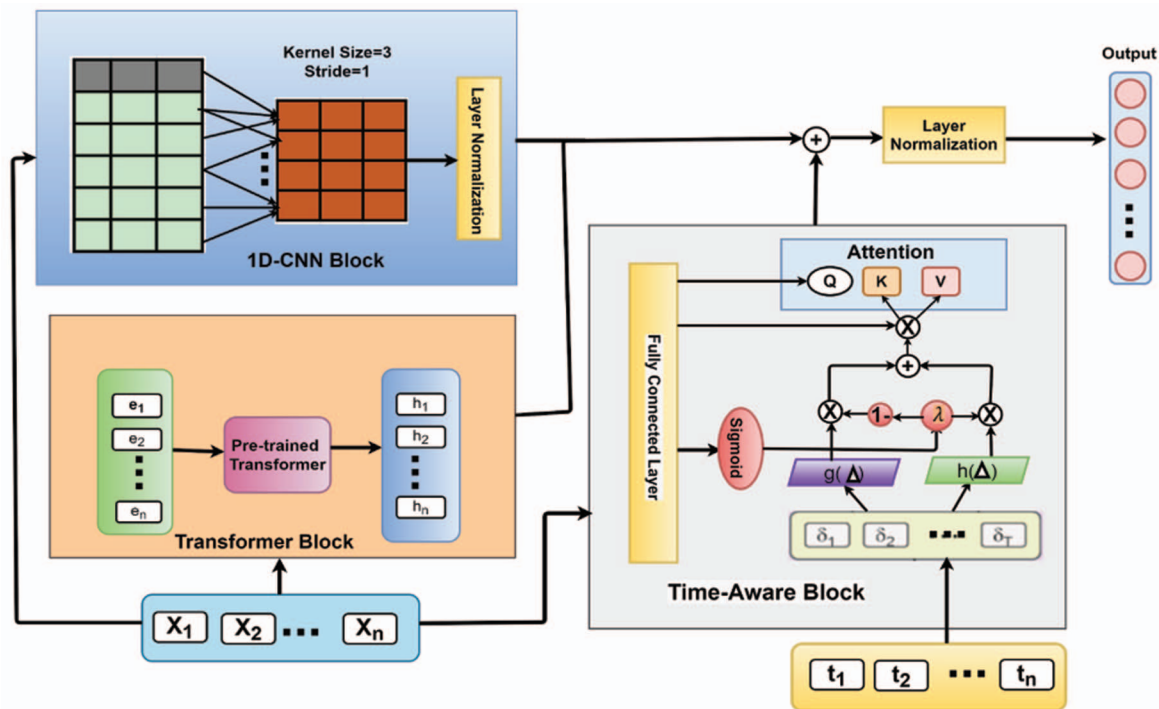 Kernel Size=3
Stride=1
Layer Normalization
1D-CNN Block
+
Layer
Normalization
Output
Attention
Q
K
V
X
+
X
1-
λ
X
Fully Connected Layer
Sigmoid
g(Δ)
h(Δ)
δ1
δ2
δT
Time-Aware Block
e1
e2
en
Pre-trained
Transformer
h1
h2
hn
Transformer Block
X1
X2
Xn
t1
t2
tn